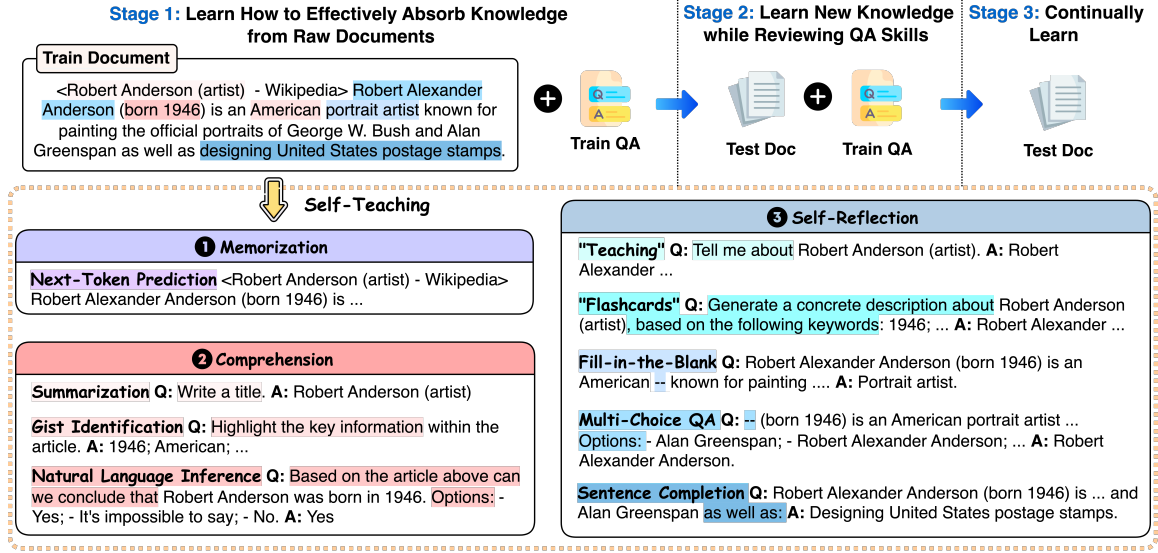 Stage 1: Learn How to Effectively Absorb Knowledge
from Raw Documents
Train Document
<Robert Anderson (artist) - Wikipedia> Robert Alexander
Anderson (born 1946) is an American portrait artist known for
painting the official portraits of George W. Bush and Alan
Greenspan as well as designing United States postage stamps.
+
Q
A
Train QA
Stage 2: Learn New Knowledge
while Reviewing QA Skills
Test Doc
+
Q
A
Train QA
Stage 3: Continually
Learn
Test Doc
Self-Teaching
1 Memorization
Next-Token Prediction <Robert Anderson (artist) - Wikipedia>
Robert Alexander Anderson (born 1946) is ...
2 Comprehension
Summarization Q: Write a title. A: Robert Anderson (artist)
Gist Identification Q: Highlight the key information within the
article. A: 1946; American; ...
Natural Language Inference Q: Based on the article above can
we conclude that Robert Anderson was born in 1946. Options: -
Yes; - It's impossible to say; - No. A: Yes
3 Self-Reflection
"Teaching" Q: Tell me about Robert Anderson (artist). A: Robert
Alexander ...
"Flashcards" Q: Generate a concrete description about Robert Anderson
(artist), based on the following keywords: 1946; ... A: Robert Alexander ...
Fill-in-the-Blank Q: Robert Alexander Anderson (born 1946) is an
American -- known for painting .... A: Portrait artist.
Multi-Choice QA Q: -- (born 1946) is an American portrait artist ...
Options: - Alan Greenspan; - Robert Alexander Anderson; ... A: Robert
Alexander Anderson.
Sentence Completion Q: Robert Alexander Anderson (born 1946) is ... and
Alan Greenspan as well as: A: Designing United States postage stamps.